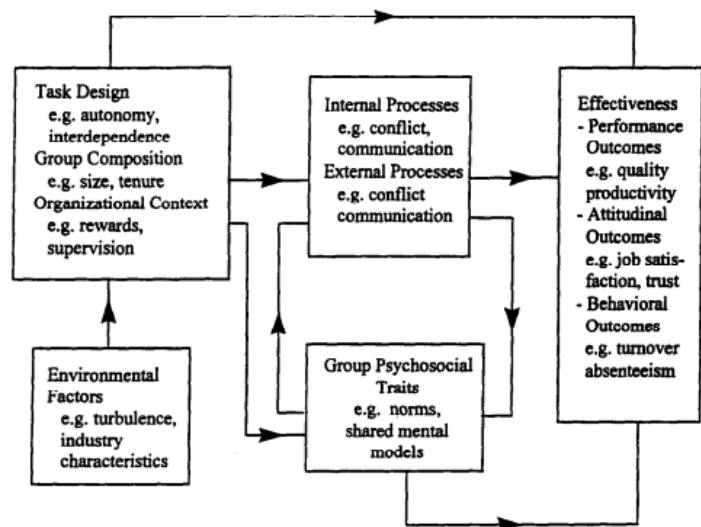 Task Design
e.g. autonomy,
interdependence
Group Composition
e.g. size, tenure
Organizational Context
e.g. rewards,
supervision
Internal Processes
e.g. conflict,
communication
External Processes
e.g. conflict
communication
Effectiveness
- Performance
Outcomes
e.g. quality
productivity
- Attitudinal
Outcomes
e.g. job satis-
faction, trust
- Behavioral
Outcomes
e.g. turnover
absenteeism
Environmental
Factors
e.g. turbulence,
industry
characteristics
Group Psychosocial
Traits
e.g. norms,
shared mental
models